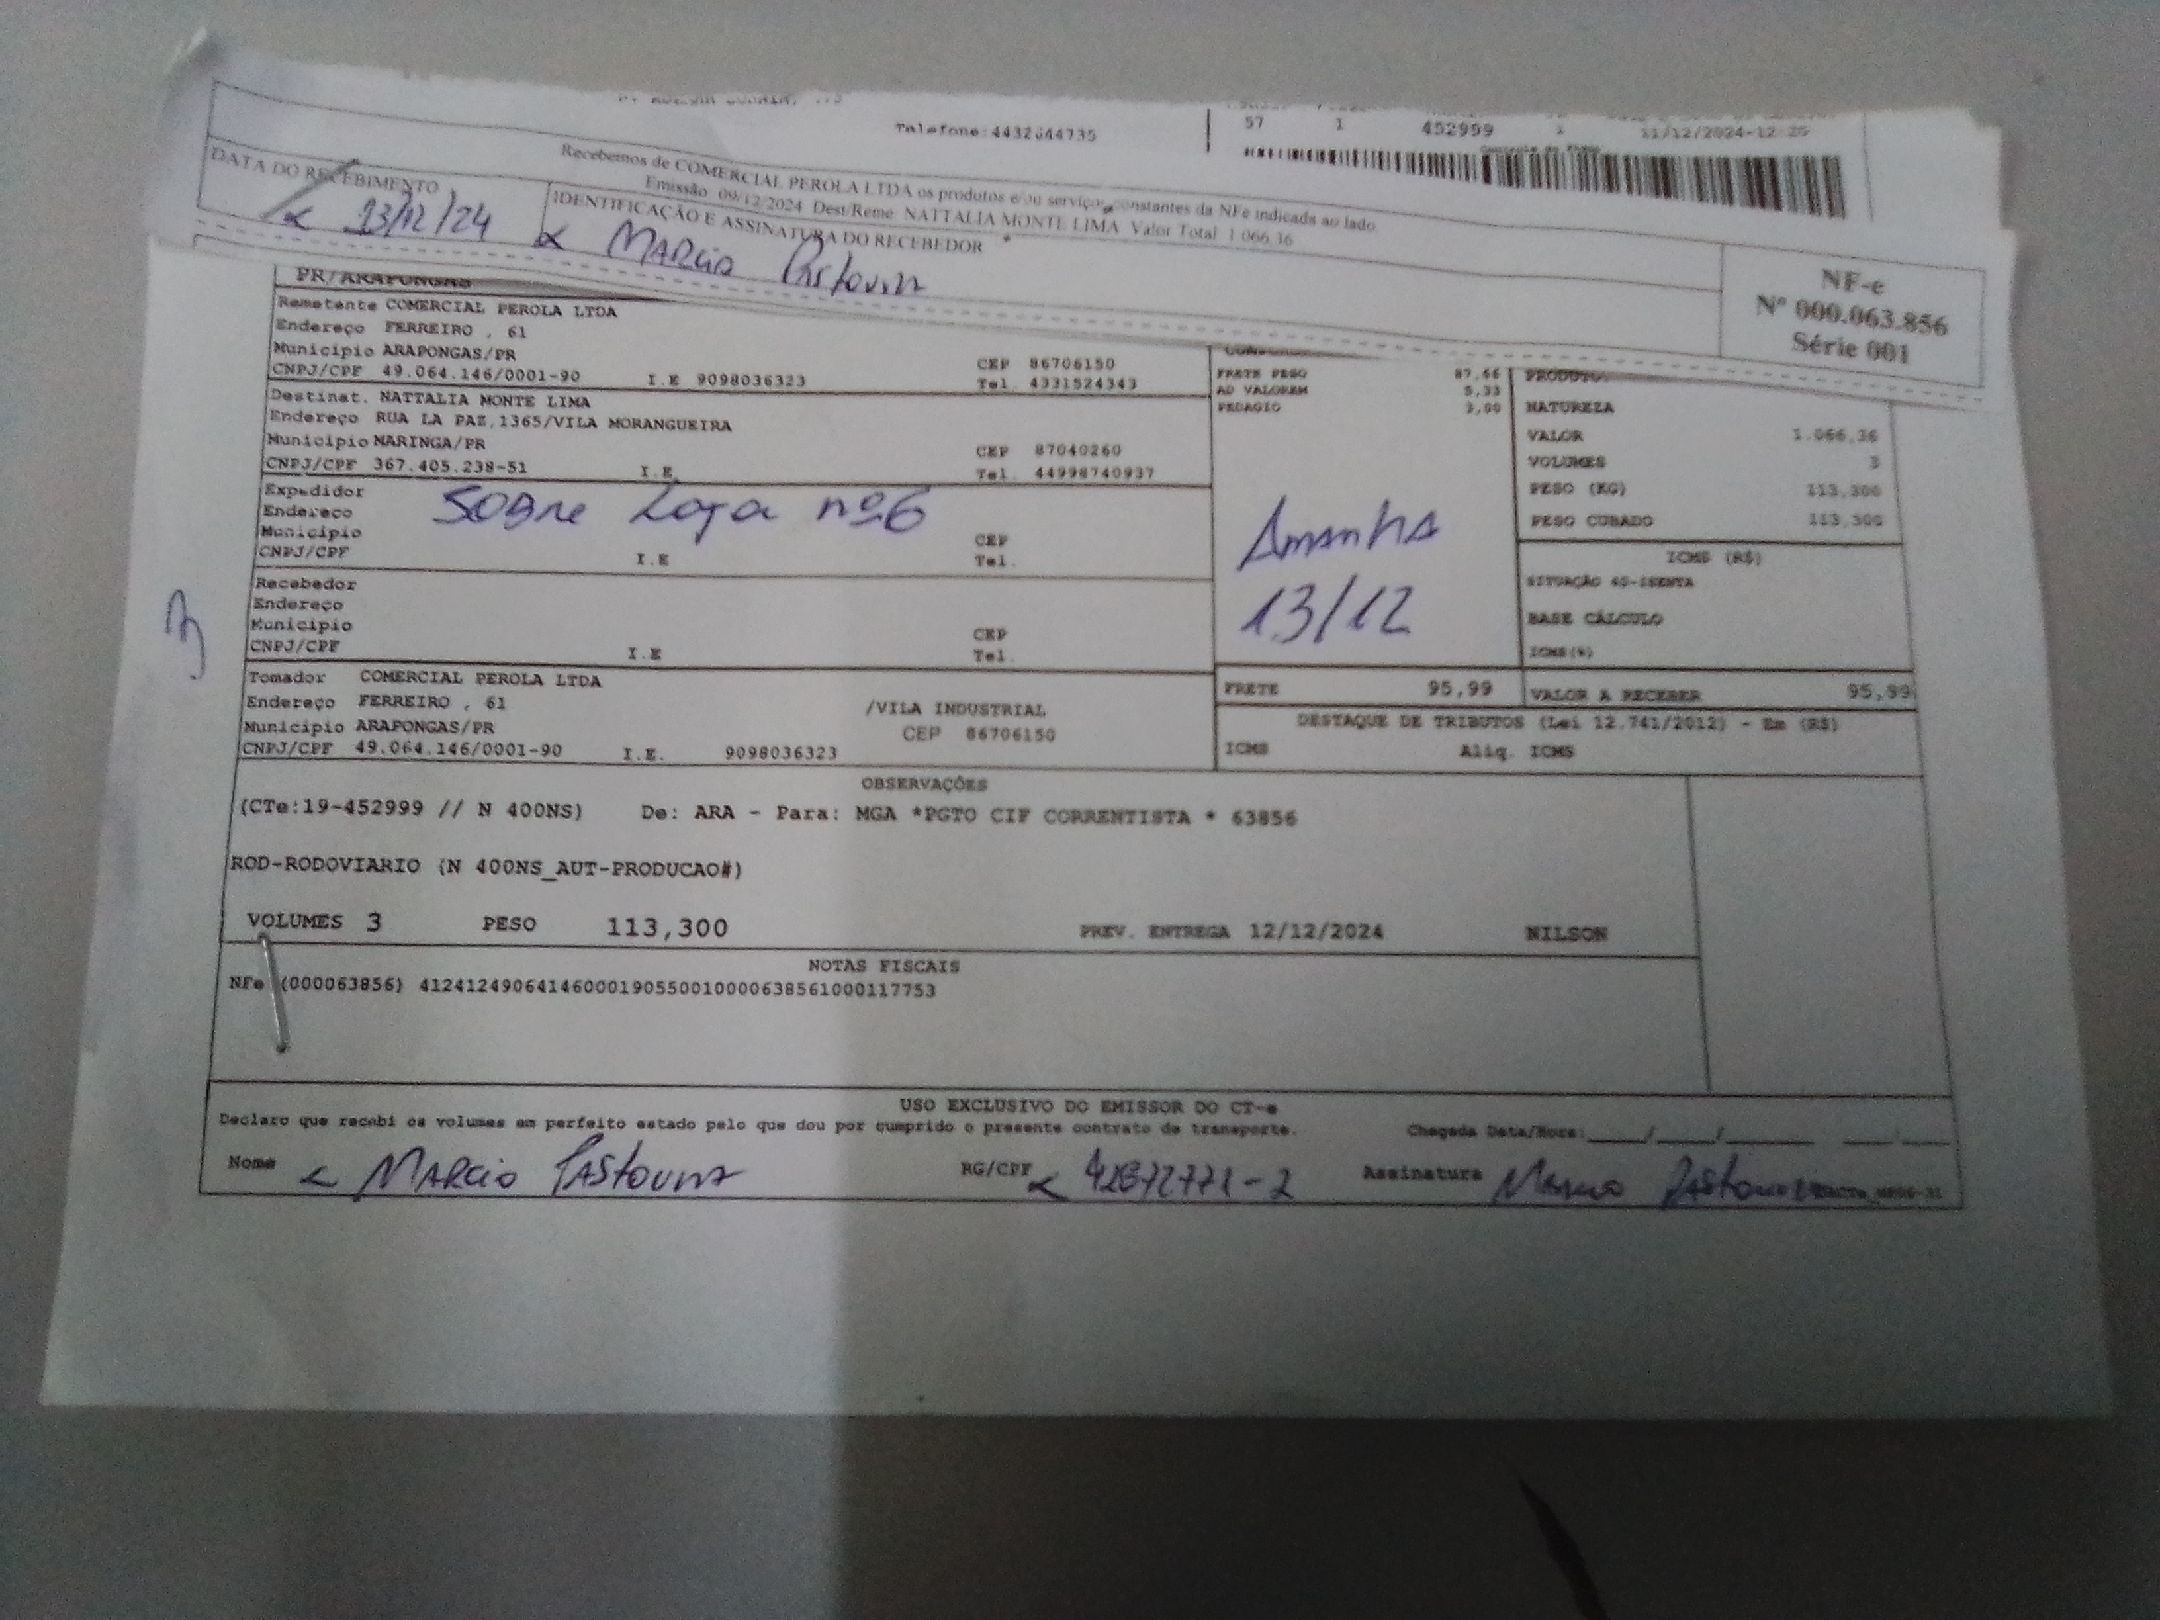 Telefone:4432644735
57 1 452999 1 11/12/2024-12:25
Recebemos de COMERCIAL PEROLA LTDA os produtos e/ou serviços constantes da NFe indicada ao lado
Emissão 09/12/2024 Dest/Reme NATTALIA MONTE LIMA Valor Total 1.066,36
DATA DO RECEBIMENTO
13/12/24
IDENTIFICAÇÃO E ASSINATURA DO RECEBEDOR
MARCIO
NF-e
Nº 000.063.856
Série 001
PR/ARAPONGAS
Remetente COMERCIAL PEROLA LTDA
Endereço FERREIRO , 61
Município ARAPONGAS/PR CEP 86706150
CNPJ/CPF 49.064.146/0001-90 I.E 9098036323 Tel. 4331524343
Destinat. NATTALIA MONTE LIMA
Endereço RUA LA PAZ,1365/VILA MORANGUEIRA
Município MARINGA/PR CEP 87040260
CNPJ/CPF 367.405.238-51 I.E Tel. 44998740937
Expedidor
Endereço
Município CEP
CNPJ/CPF I.E Tel.
Sobre Loja nº6
Recebedor
Endereço
Município CEP
CNPJ/CPF I.E Tel.
Tomador COMERCIAL PEROLA LTDA
Endereço FERREIRO , 61 /VILA INDUSTRIAL
Município ARAPONGAS/PR CEP 86706150
CNPJ/CPF 49.064.146/0001-90 I.E. 9098036323
FRETE PESO 87,66
AD VALOREM 5,33
PEDAGIO 3,00
Amanhã
13/12
FRETE 95,99
PRODUTO.
NATUREZA
VALOR 1.066,36
VOLUMES 3
PESO (KG) 113,300
PESO CUBADO 113,300
ICMS (R$)
SITUAÇÃO 40-ISENTA
BASE CÁLCULO
ICMS(%)
VALOR A RECEBER 95,99
DESTAQUE DE TRIBUTOS (Lei 12.741/2012) - Em (R$)
ICMS Aliq. ICMS
OBSERVAÇÕES
(CTe:19-452999 // N 400NS) De: ARA - Para: MGA *PGTO CIF CORRENTISTA * 63856
ROD-RODOVIARIO (N 400NS_AUT-PRODUCAO#)
VOLUMES 3 PESO 113,300 PREV. ENTREGA 12/12/2024 NILSON
NOTAS FISCAIS
NFe (000063856) 41241249064146000190550010000638561000117753
USO EXCLUSIVO DO EMISSOR DO CT-e
Declaro que recebi os volumes em perfeito estado pelo que dou por cumprido o presente contrato de transporte. Chegada Data/Hora:____/____/______ ___/___
Nome MARCIO RG/CPF Assinatura